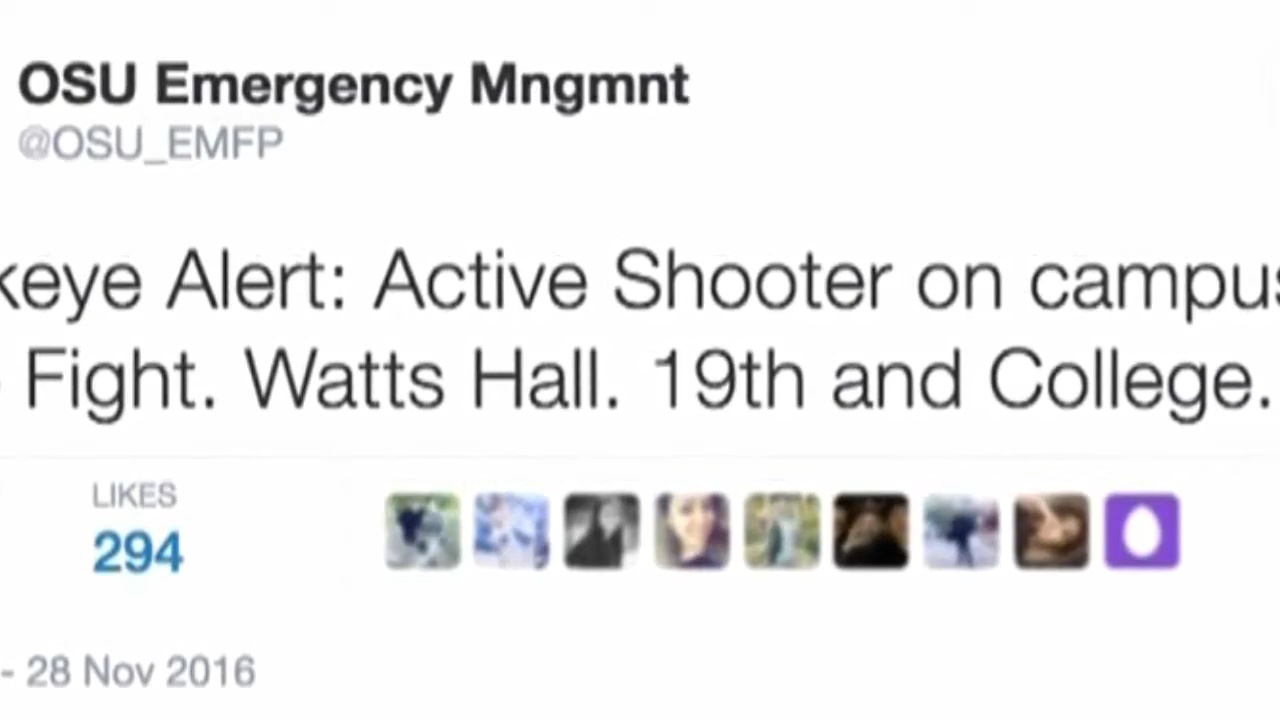 OSU Emergency Mngmnt
@OSU_EMFP
keye Alert: Active Shooter on campus
Fight. Watts Hall. 19th and College.
LIKES
294
- 28 Nov 2016